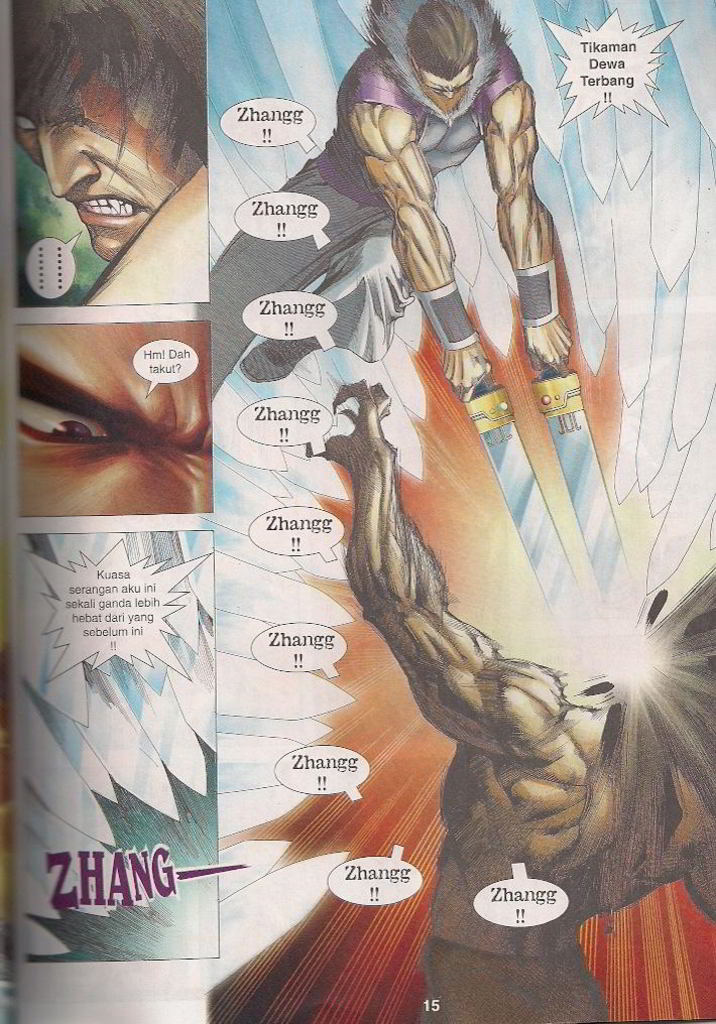 ......
......
Hm! Dah
takut?
Kuasa
serangan aku ini
sekali ganda lebih
hebat dari yang
sebelum ini
!!
ZHANG—
Tikaman
Dewa
Terbang
!!
Zhangg
!!
Zhangg
!!
Zhangg
!!
Zhangg
!!
Zhangg
!!
Zhangg
!!
Zhangg
!!
Zhangg
!!
Zhangg
!!
15